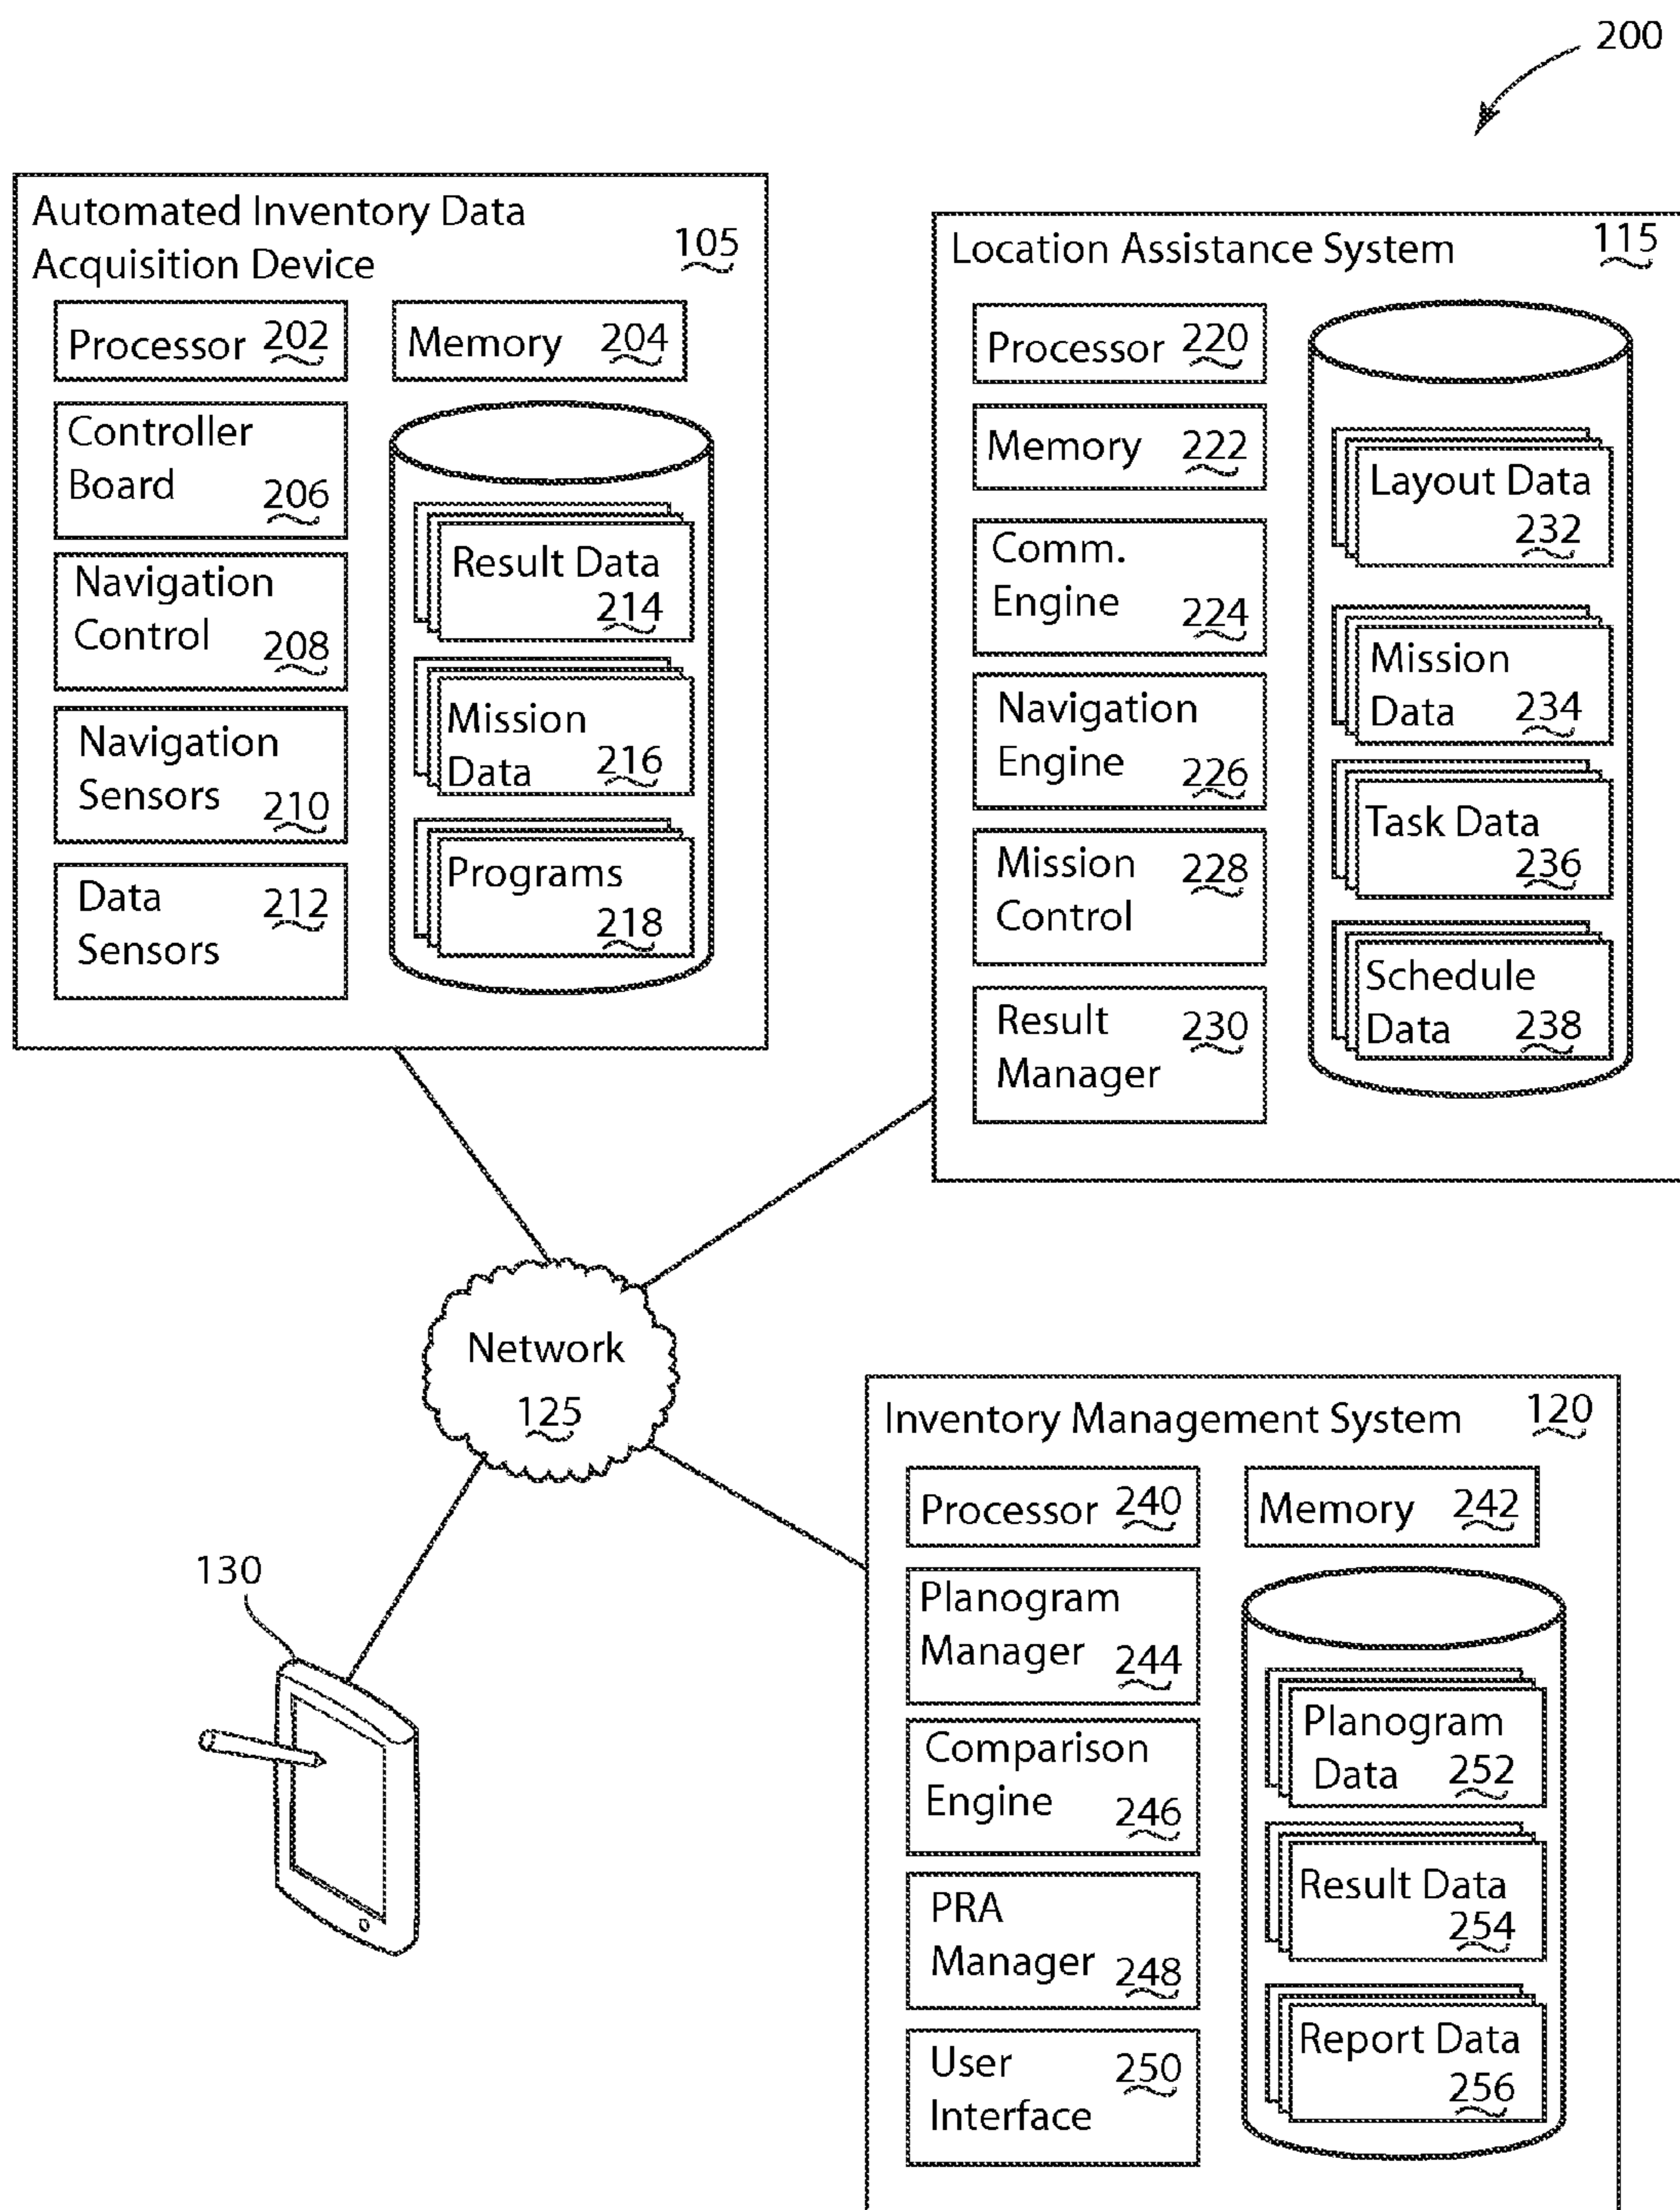 200
Automated Inventory Data
Acquisition Device
105
Processor 202
Memory 204
Controller
Board 206
Navigation
Control 208
Navigation
Sensors 210
Data 212
Sensors
Result Data
214
Mission
Data 216
Programs
218
Location Assistance System 115
Processor 220
Memory 222
Comm.
Engine 224
Navigation
Engine 226
Mission 228
Control
Result 230
Manager
Layout Data
232
Mission
Data 234
Task Data
236
Schedule
Data 238
Network
125
130
Inventory Management System 120
Processor 240
Memory 242
Planogram
Manager 244
Comparison
Engine 246
PRA
Manager 248
User 250
Interface
Planogram
Data 252
Result Data
254
Report Data
256